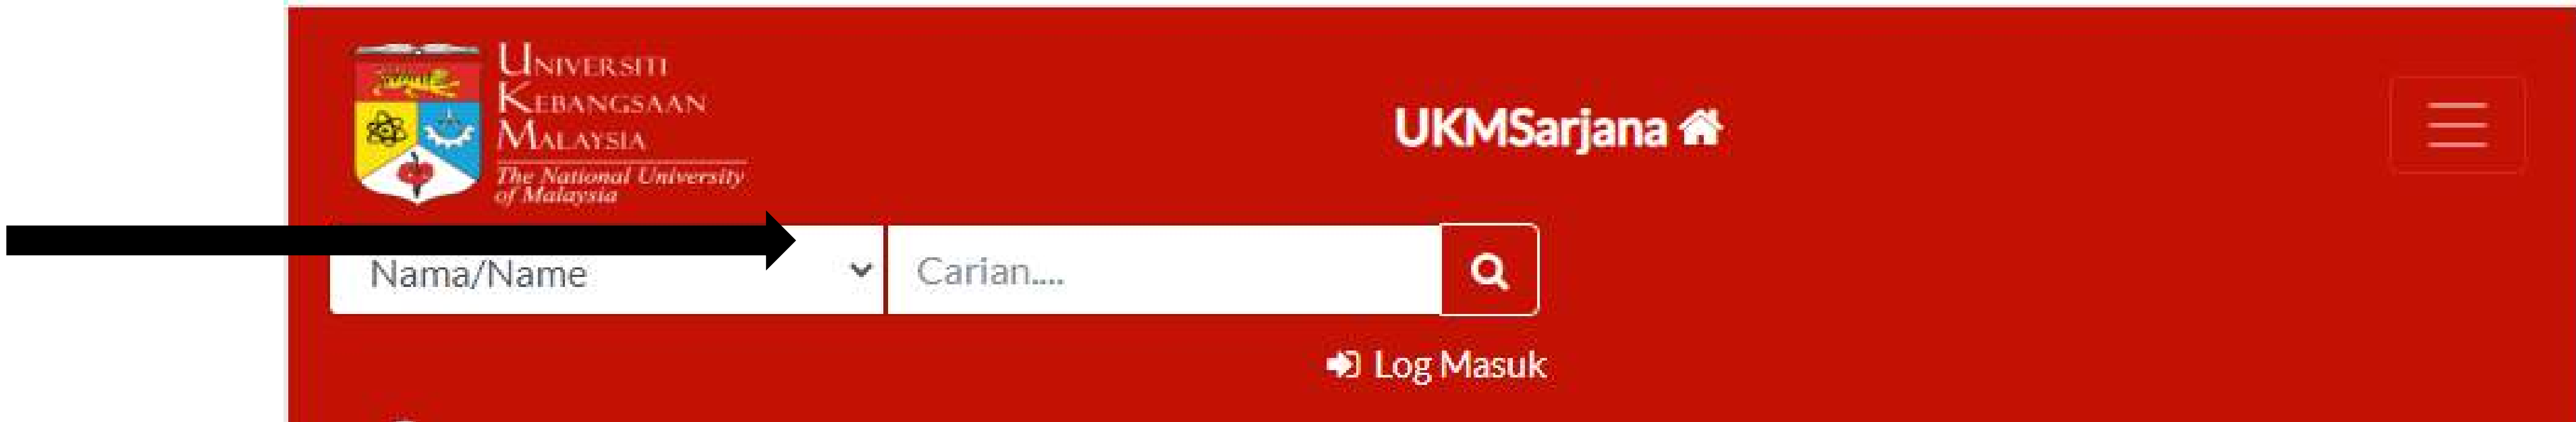 UNIVERSITI
KEBANGSAAN
MALAYSIA
The National University
of Malaysia
UKMSarjana
Nama/Name
Carian....
Log Masuk